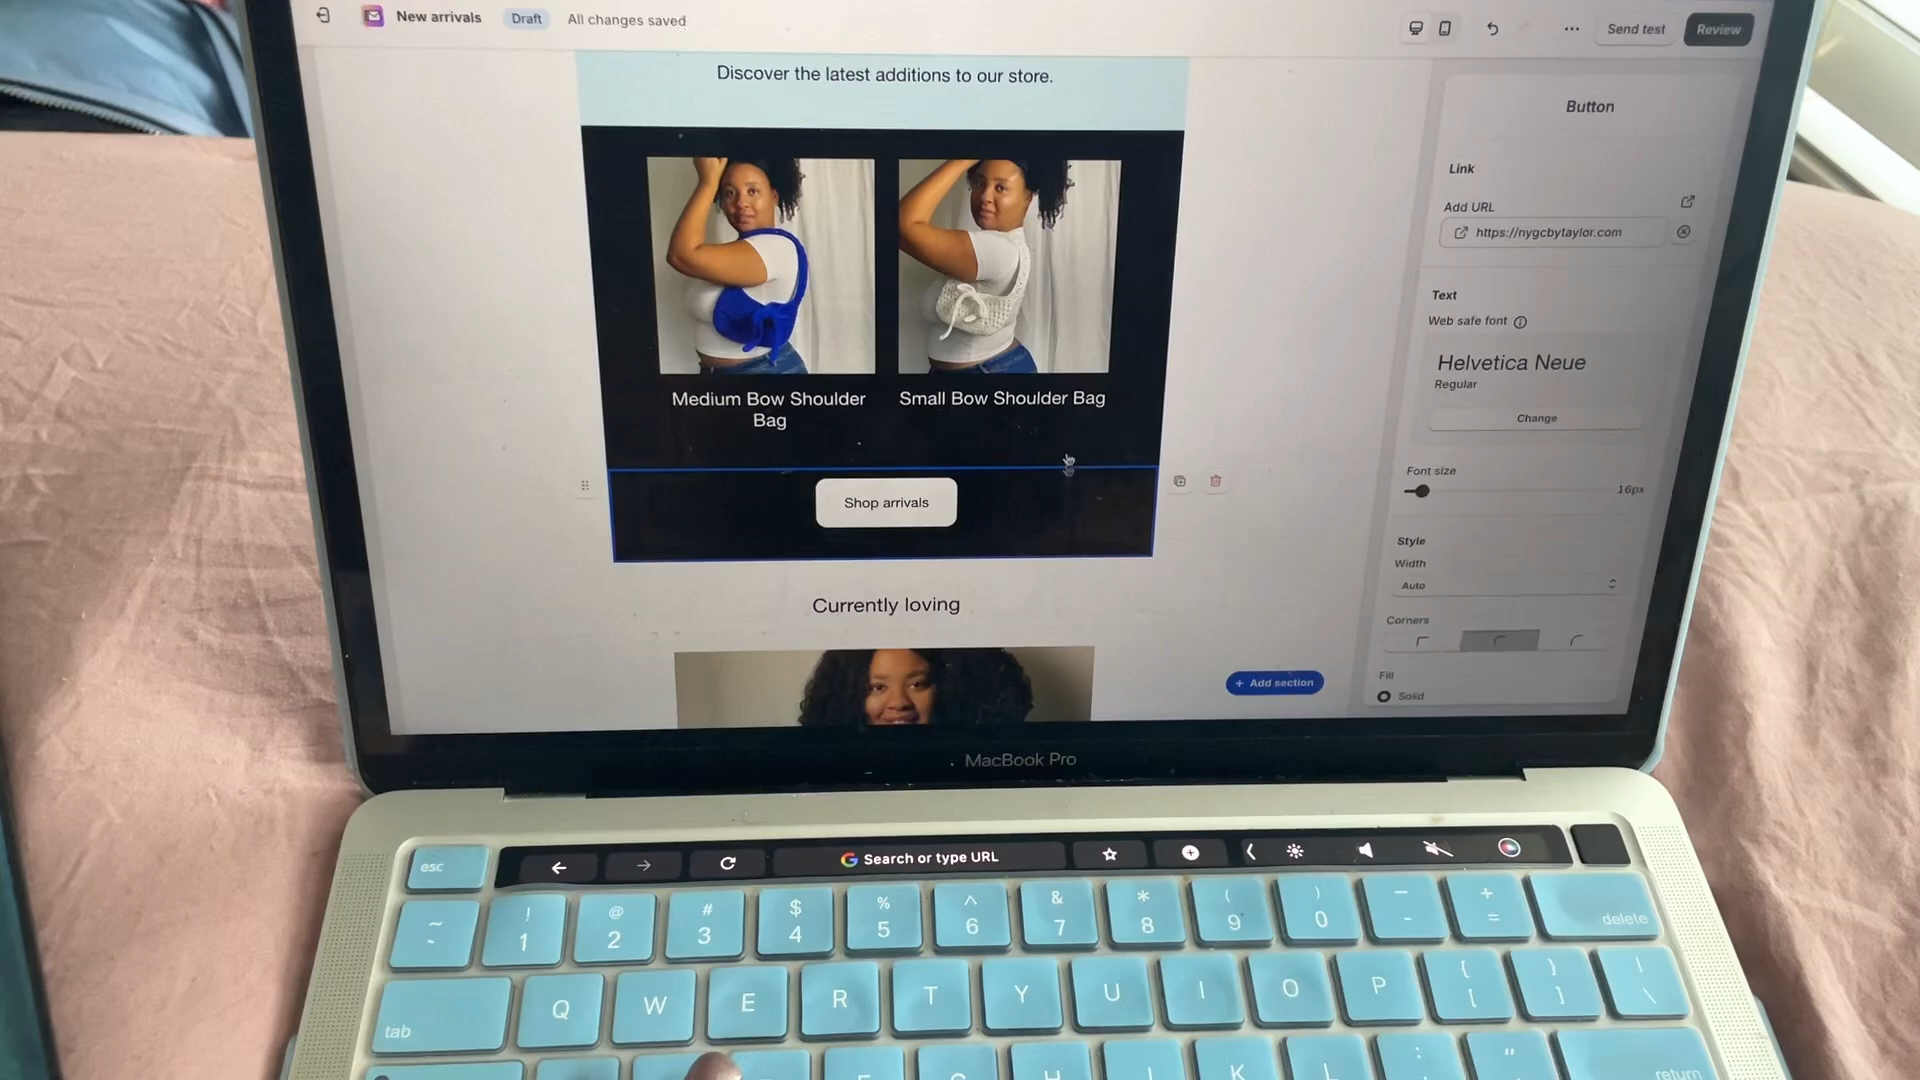 New arrivals
Draft
All changes saved
Send test
Review
Discover the latest additions to our store.
Medium Bow Shoulder
Bag
Small Bow Shoulder Bag
Shop arrivals
Currently loving
+ Add section
Button
Link
Add URL
https://nygcbytaylor.com
Text
Web safe font
Helvetica Neue
Regular
Change
Font size
16px
Style
Width
Auto
Corners
Fill
Solid
MacBook Pro
esc
Search or type URL
~ ! @ # $ % ^ & * ( ) _ +
` 1 2 3 4 5 6 7 8 9 0 - =
delete
tab
Q W E R T Y U I O P { [ } ] | \
H K L : "
return